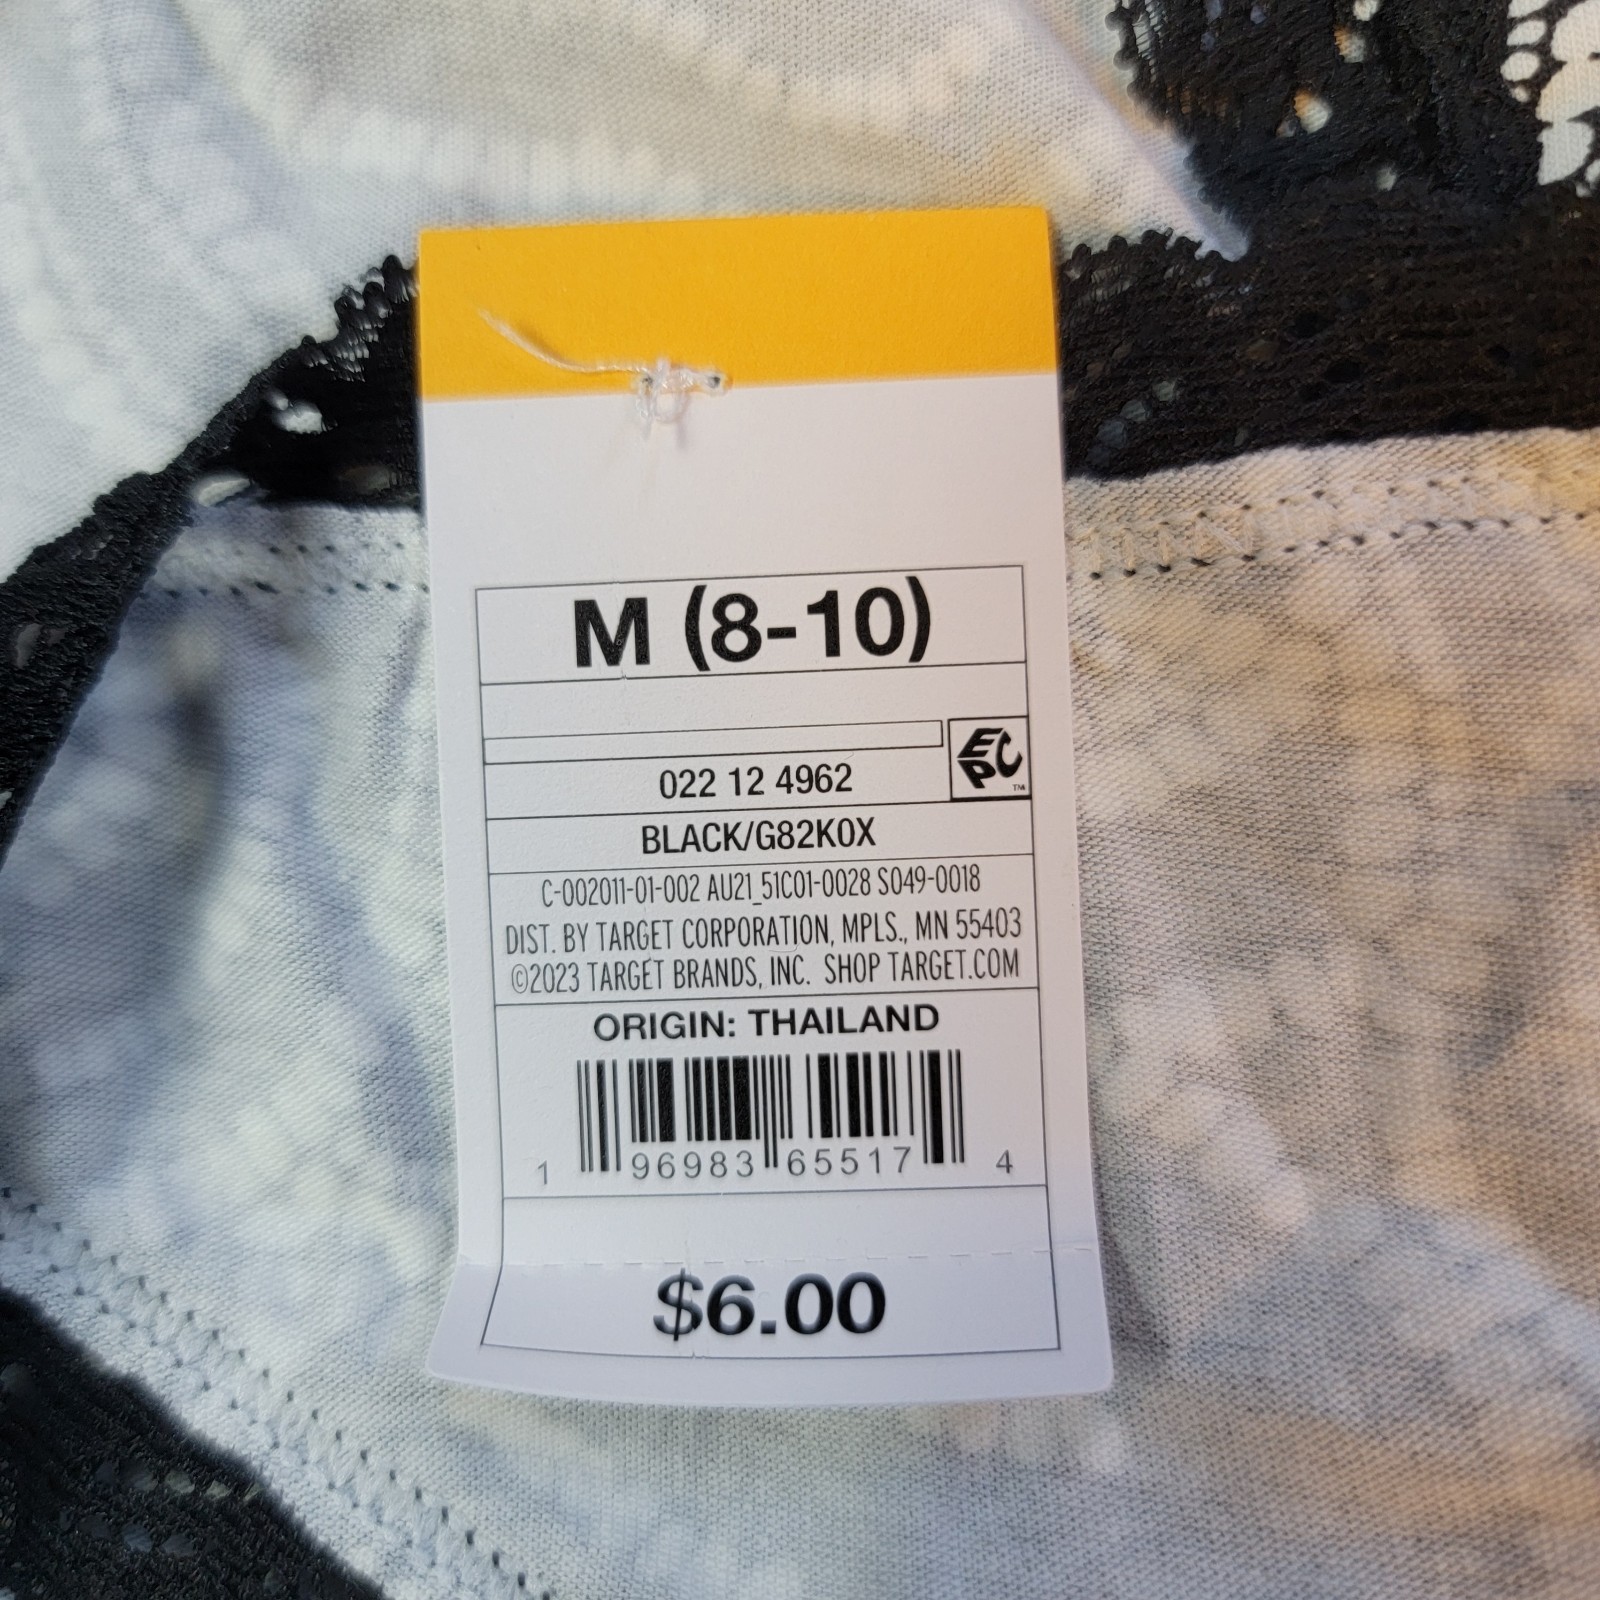 M (8-10)
EPC™
022 12 4962
BLACK/G82K0X
C-002011-01-002 AU21_51C01-0028 S049-0018
DIST. BY TARGET CORPORATION, MPLS., MN 55403
©2023 TARGET BRANDS, INC. SHOP TARGET.COM
ORIGIN: THAILAND
1 96983 65517 4
$6.00